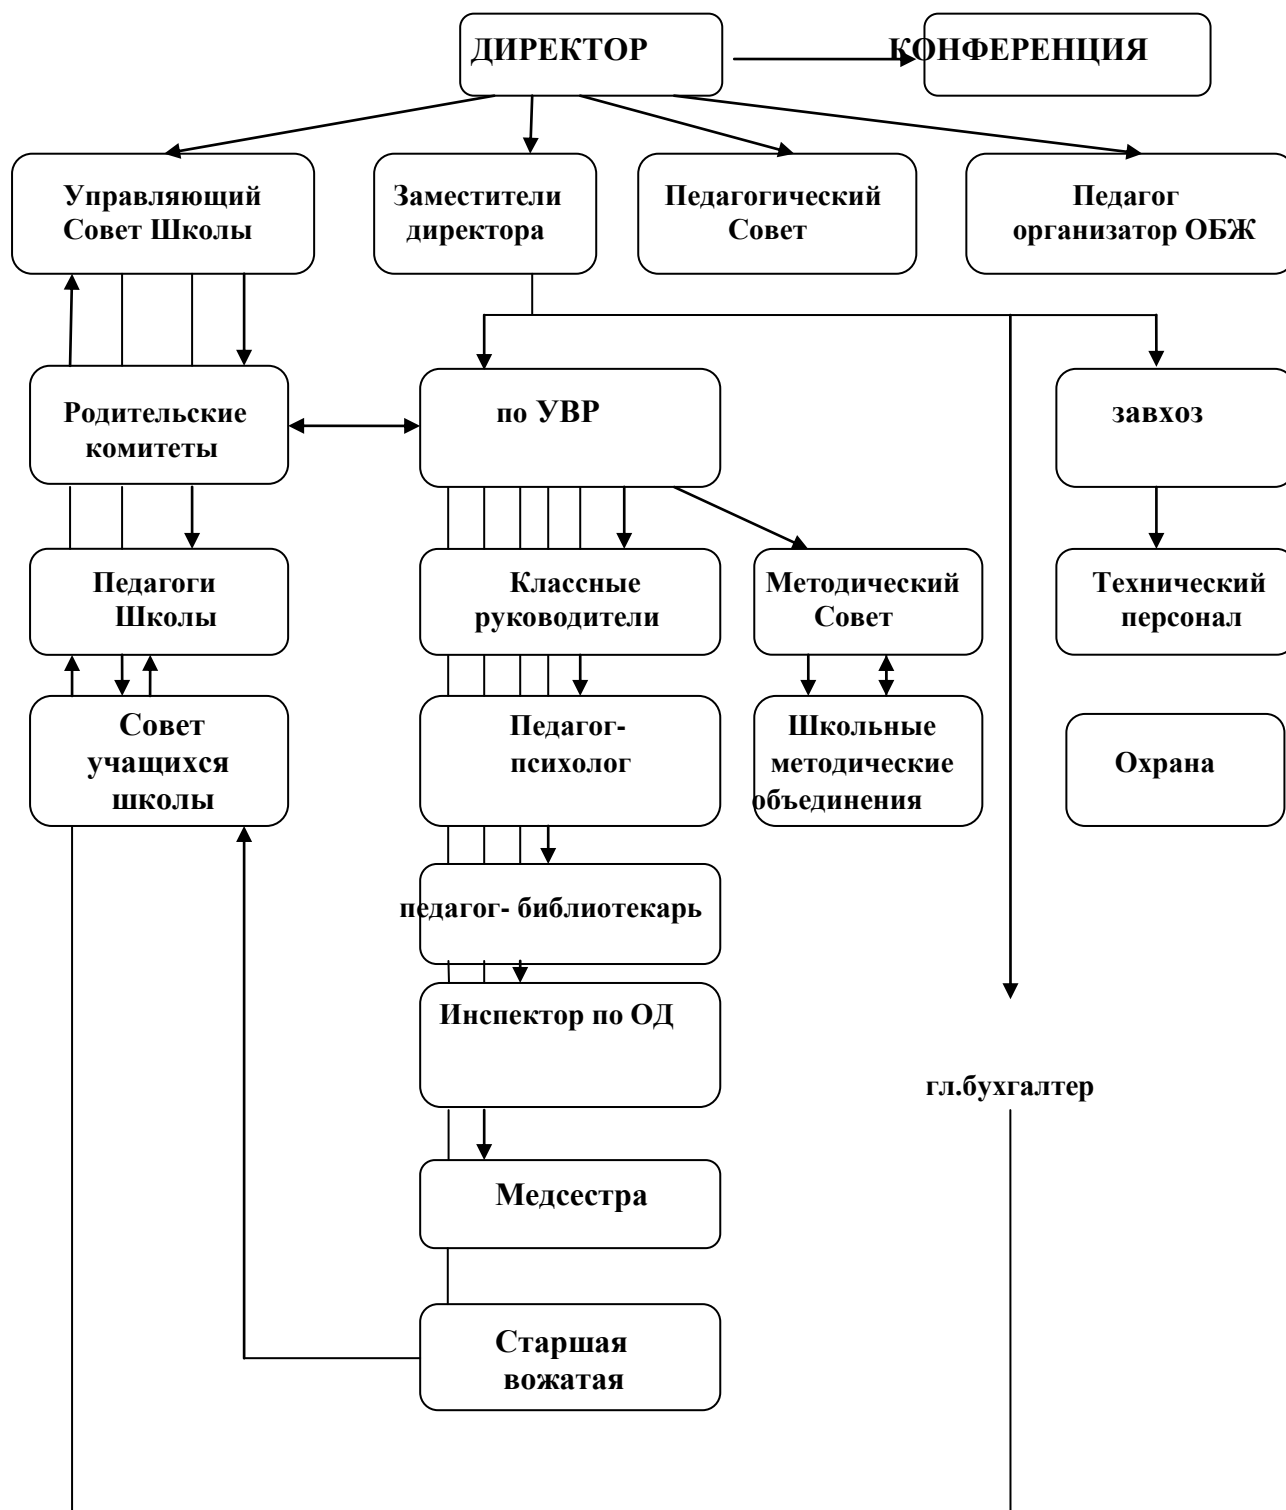 ДИРЕКТОР
КОНФЕРЕНЦИЯ
Управляющий
Совет Школы
Заместители
директора
Педагогический
Совет
Педагог
организатор ОБЖ
Родительские
комитеты
по УВР
завхоз
Педагоги
Школы
Классные
руководители
Методический
Совет
Технический
персонал
Совет
учащихся
школы
Педагог-
психолог
Школьные
методические
объединения
Охрана
педагог- библиотекарь
Инспектор по ОД
гл.бухгалтер
Медсестра
Старшая
вожатая